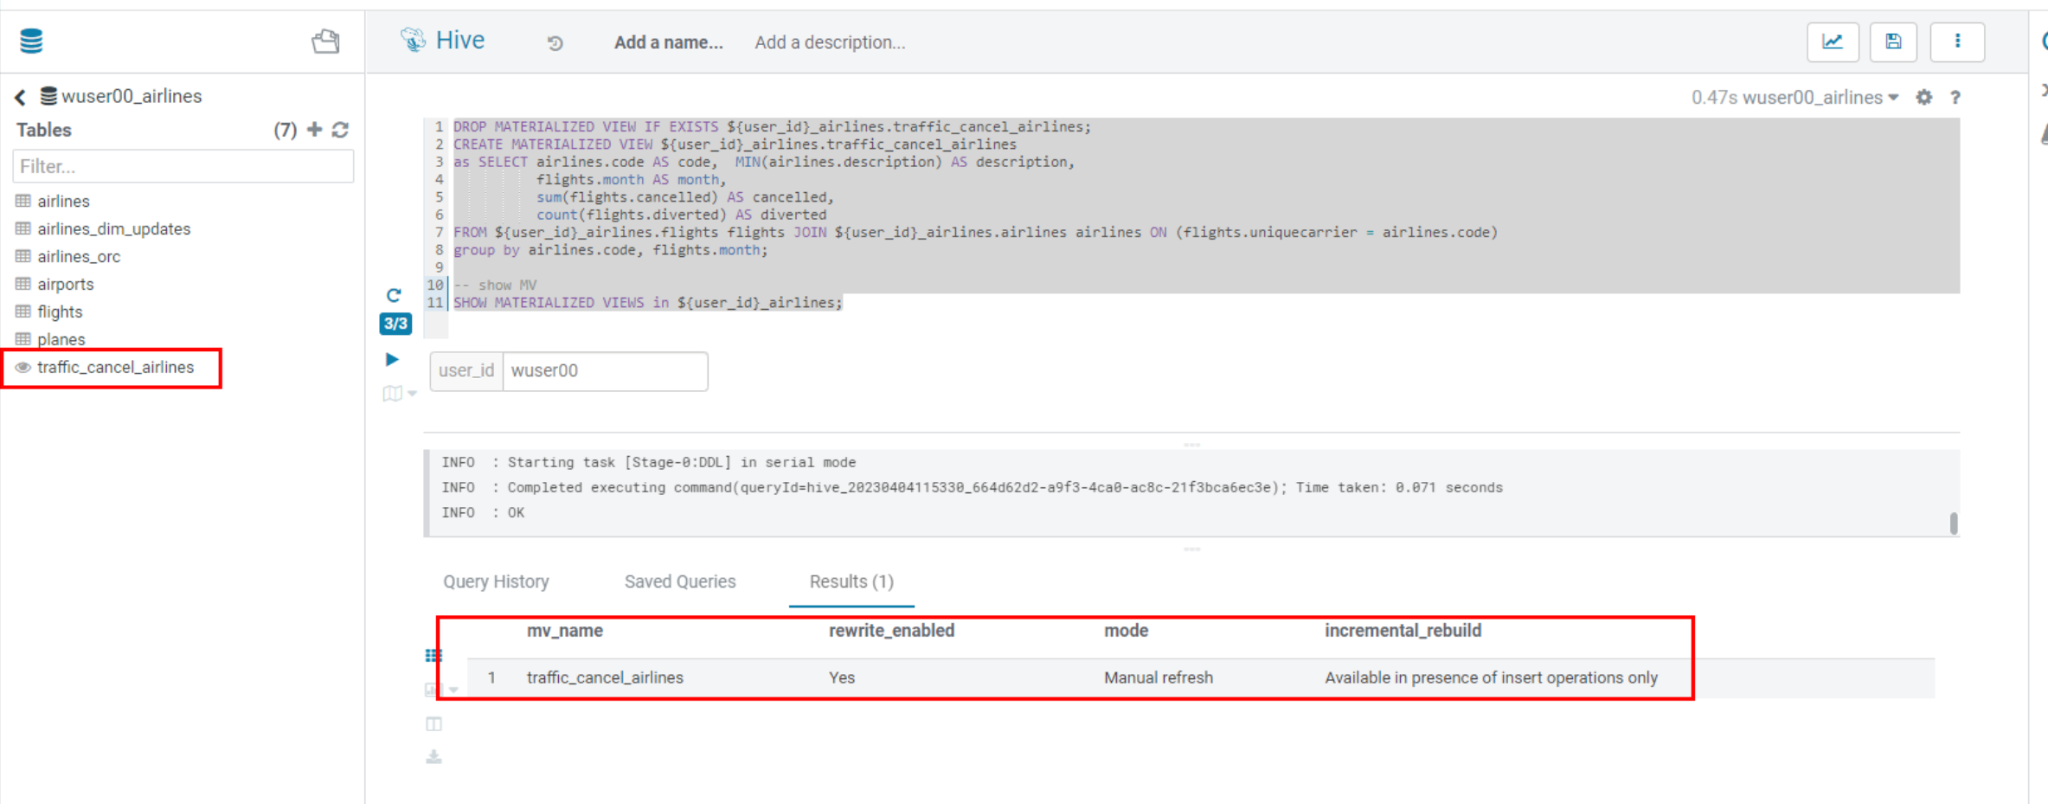 Hive
Add a name...
Add a description...
wuser00_airlines
Tables
(7)
Filter...
airlines
airlines_dim_updates
airlines_orc
airports
flights
planes
traffic_cancel_airlines
0.47s wuser00_airlines
?
1 DROP MATERIALIZED VIEW IF EXISTS ${user_id}_airlines.traffic_cancel_airlines;
2 CREATE MATERIALIZED VIEW ${user_id}_airlines.traffic_cancel_airlines
3 as SELECT airlines.code AS code,  MIN(airlines.description) AS description,
4 flights.month AS month,
5 sum(flights.cancelled) AS cancelled,
6 count(flights.diverted) AS diverted
7 FROM ${user_id}_airlines.flights flights JOIN ${user_id}_airlines.airlines airlines ON (flights.uniquecarrier = airlines.code)
8 group by airlines.code, flights.month;
9
10 -- show MV
11 SHOW MATERIALIZED VIEWS in ${user_id}_airlines;
3/3
user_id wuser00
INFO  : Starting task [Stage-0:DDL] in serial mode
INFO  : Completed executing command(queryId=hive_20230404115330_664d62d2-a9f3-4ca0-ac8c-21f3bca6ec3e); Time taken: 0.071 seconds
INFO  : OK
Query History
Saved Queries
Results (1)
mv_name rewrite_enabled mode incremental_rebuild
1 traffic_cancel_airlines Yes Manual refresh Available in presence of insert operations only